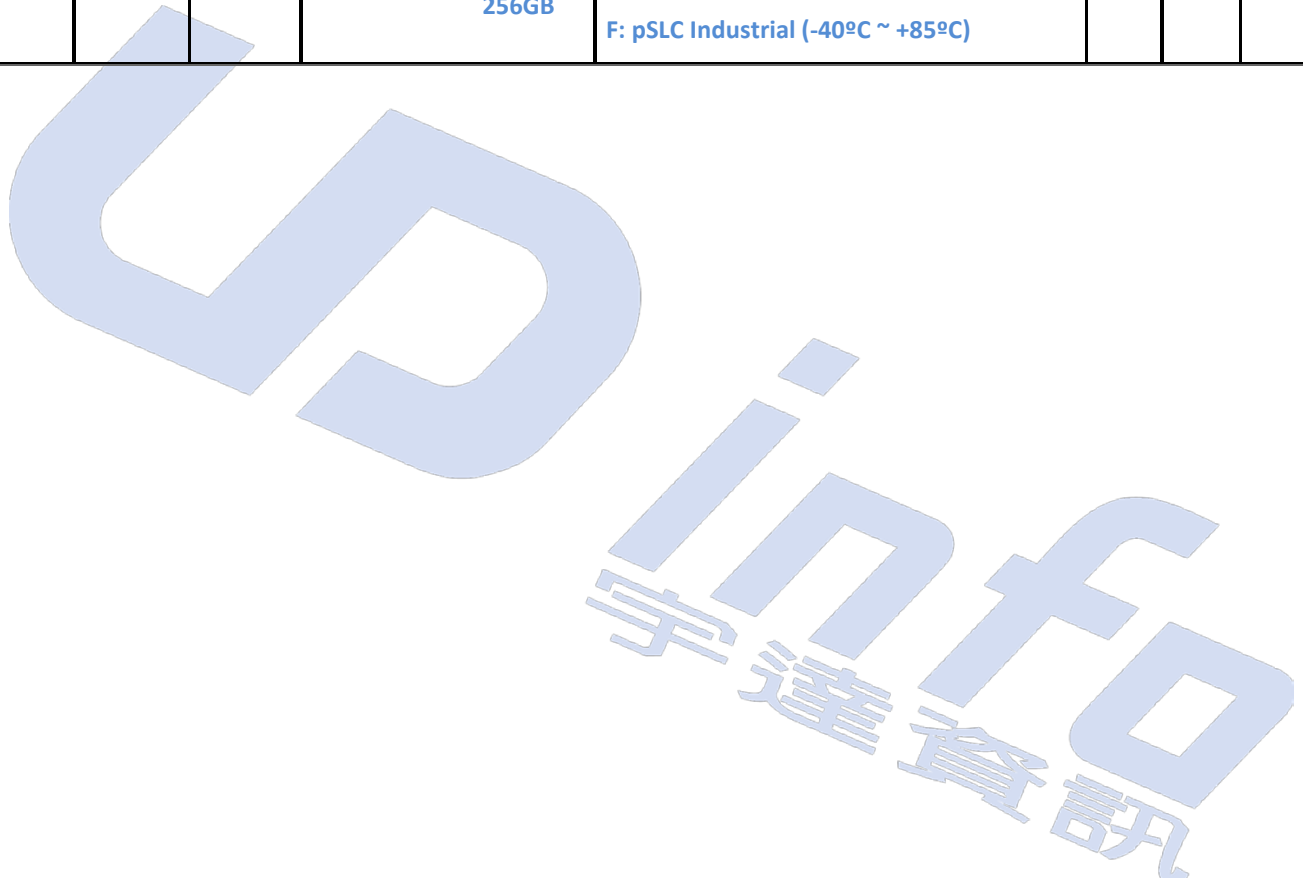 256GB
F: pSLC Industrial (-40ºC ~ +85ºC)
UD info
宇達資訊